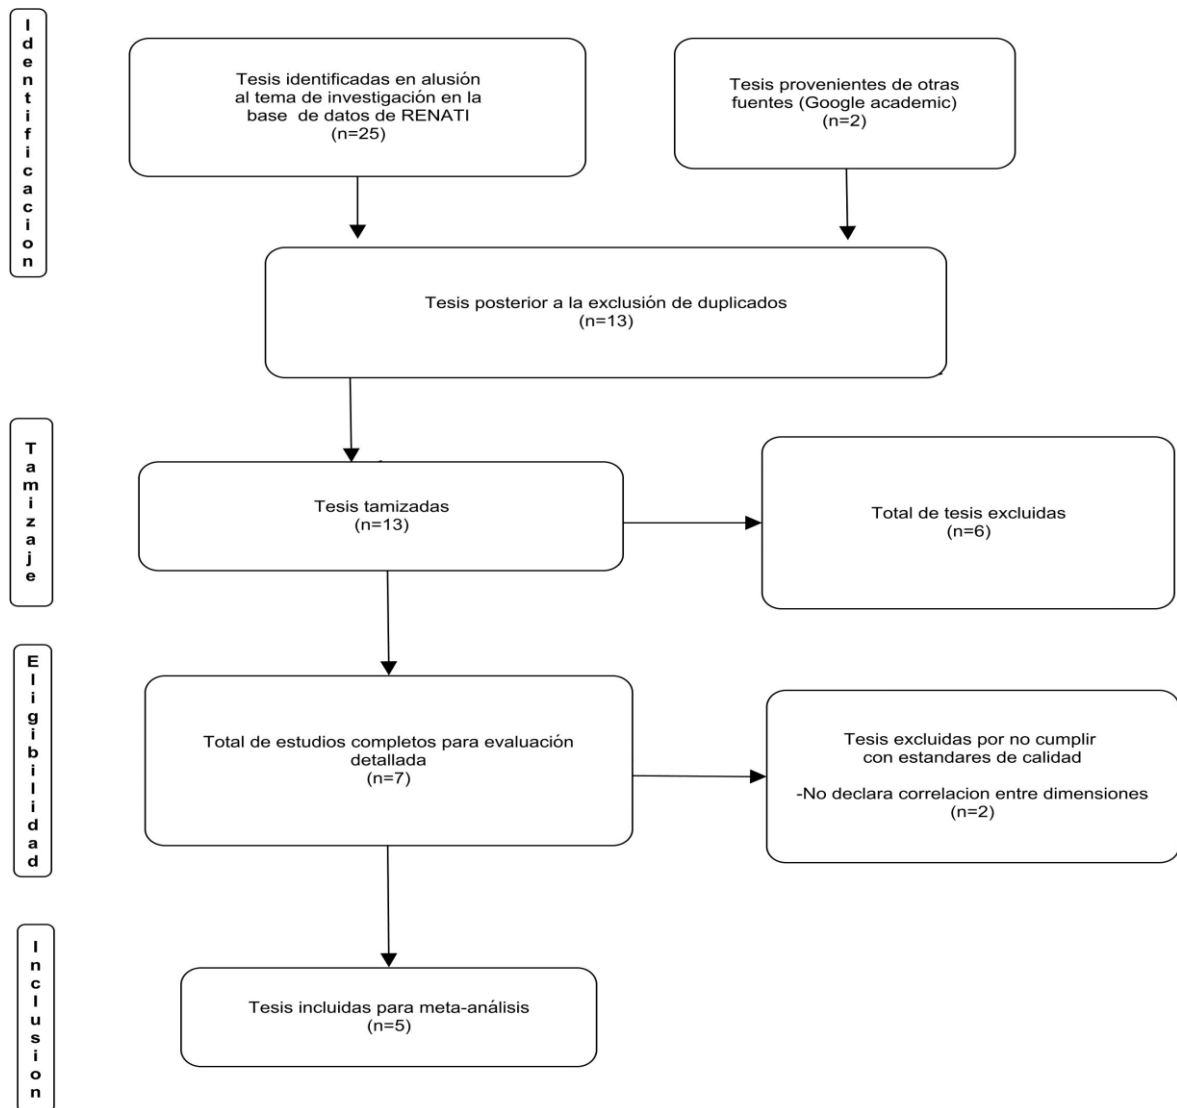 Identificacion
Tesis identificadas en alusión
al tema de investigación en la
base de datos de RENATI
(n=25)
Tesis provenientes de otras
fuentes (Google academic)
(n=2)
Tesis posterior a la exclusión de duplicados
(n=13)
Tamizaje
Tesis tamizadas
(n=13)
Total de tesis excluidas
(n=6)
Eligibilidad
Total de estudios completos para evaluación
detallada
(n=7)
Tesis excluidas por no cumplir
con estandares de calidad
-No declara correlacion entre dimensiones
(n=2)
Inclusion
Tesis incluidas para meta-análisis
(n=5)